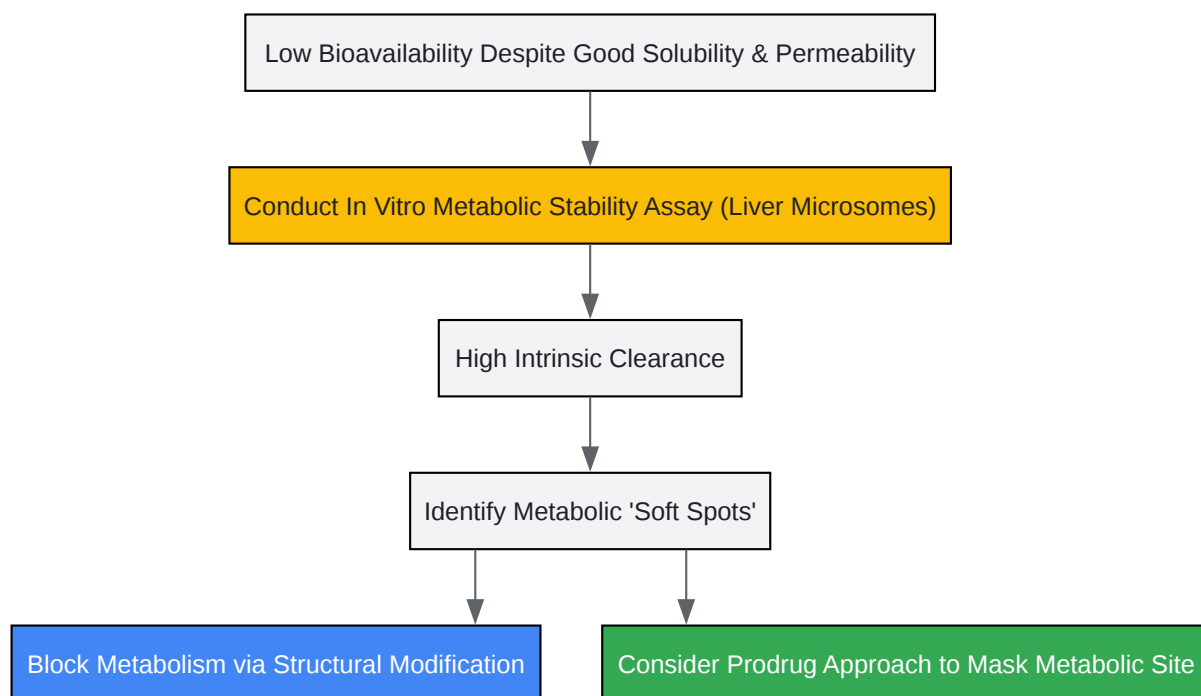 Low Bioavailability Despite Good Solubility & Permeability
Conduct In Vitro Metabolic Stability Assay (Liver Microsomes)
High Intrinsic Clearance
Identify Metabolic 'Soft Spots'
Block Metabolism via Structural Modification
Consider Prodrug Approach to Mask Metabolic Site